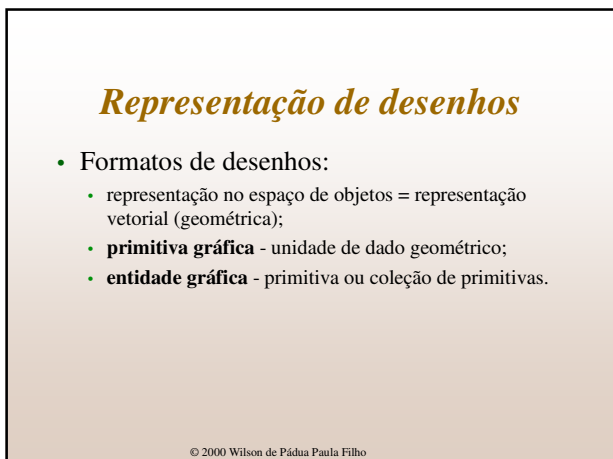 Representação de desenhos
• Formatos de desenhos:
• representação no espaço de objetos = representação
vetorial (geométrica);
• primitiva gráfica - unidade de dado geométrico;
• entidade gráfica - primitiva ou coleção de primitivas.
© 2000 Wilson de Pádua Paula Filho